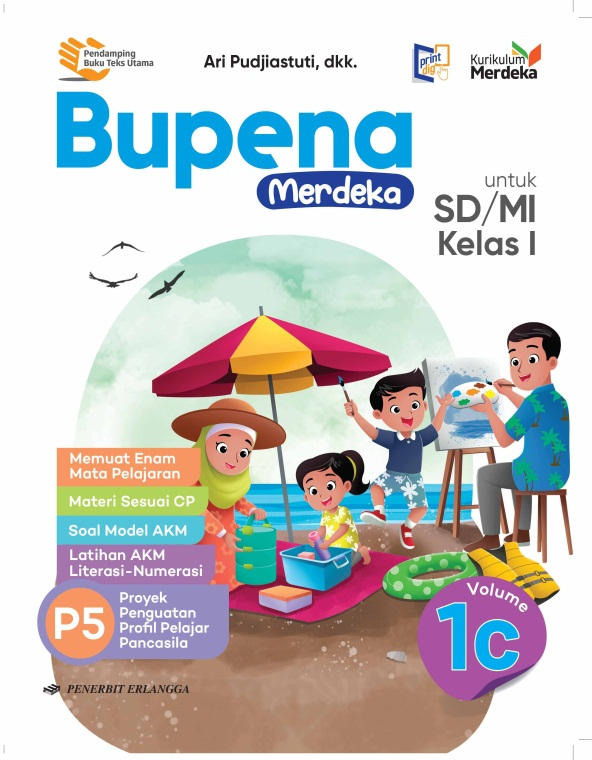 Pendamping
Buku Teks Utama
Ari Pudjiastuti, dkk.
print
dig
Kurikulum
Merdeka
Bupena
Merdeka
untuk
SD/MI
Kelas I
Memuat Enam
Mata Pelajaran
Materi Sesuai CP
Soal Model AKM
Latihan AKM
Literasi-Numerasi
P5
Proyek
Penguatan
Profil Pelajar
Pancasila
Volume
1c
PENERBIT ERLANGGA